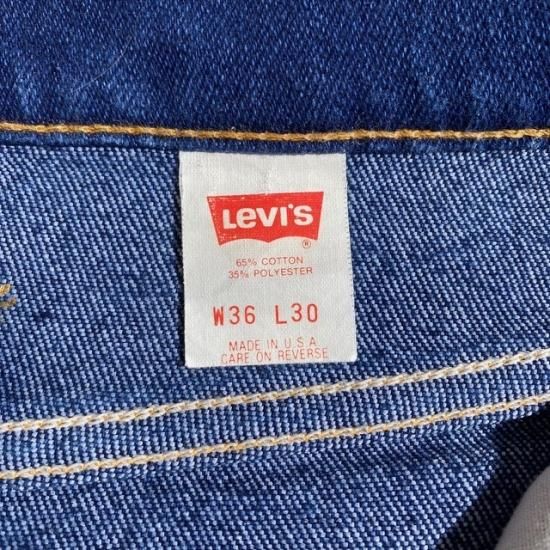 Levi's
®
65% COTTON
35% POLYESTER
W36 L30
MADE IN U.S.A
CARE ON REVERSE